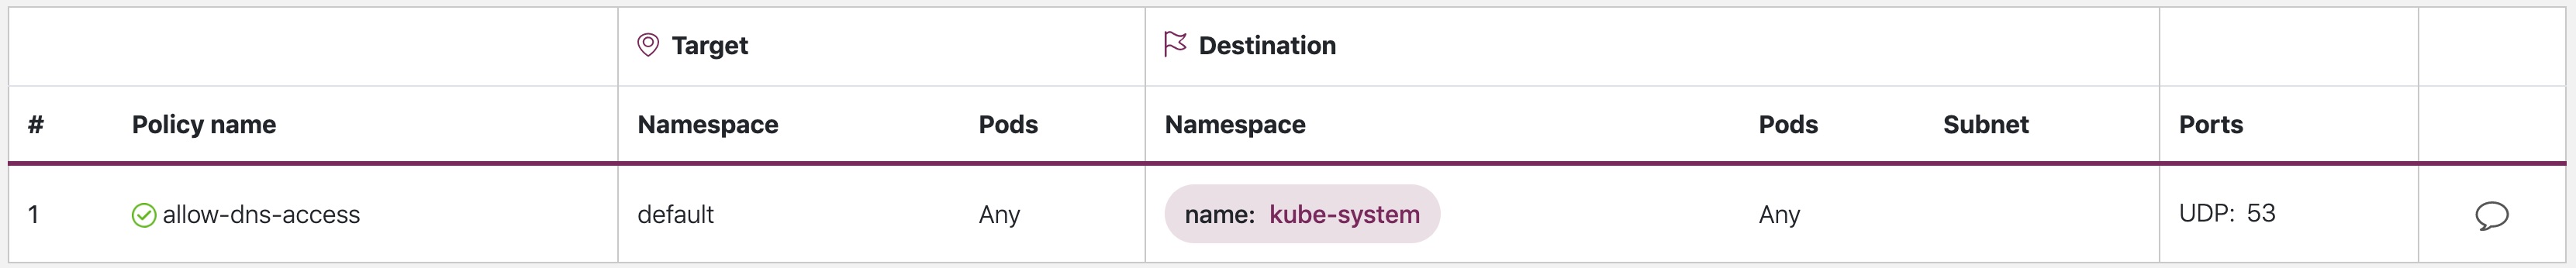 Target Destination
# Policy name Namespace Pods Namespace Pods Subnet Ports
1 allow-dns-access default Any name: kube-system Any UDP: 53